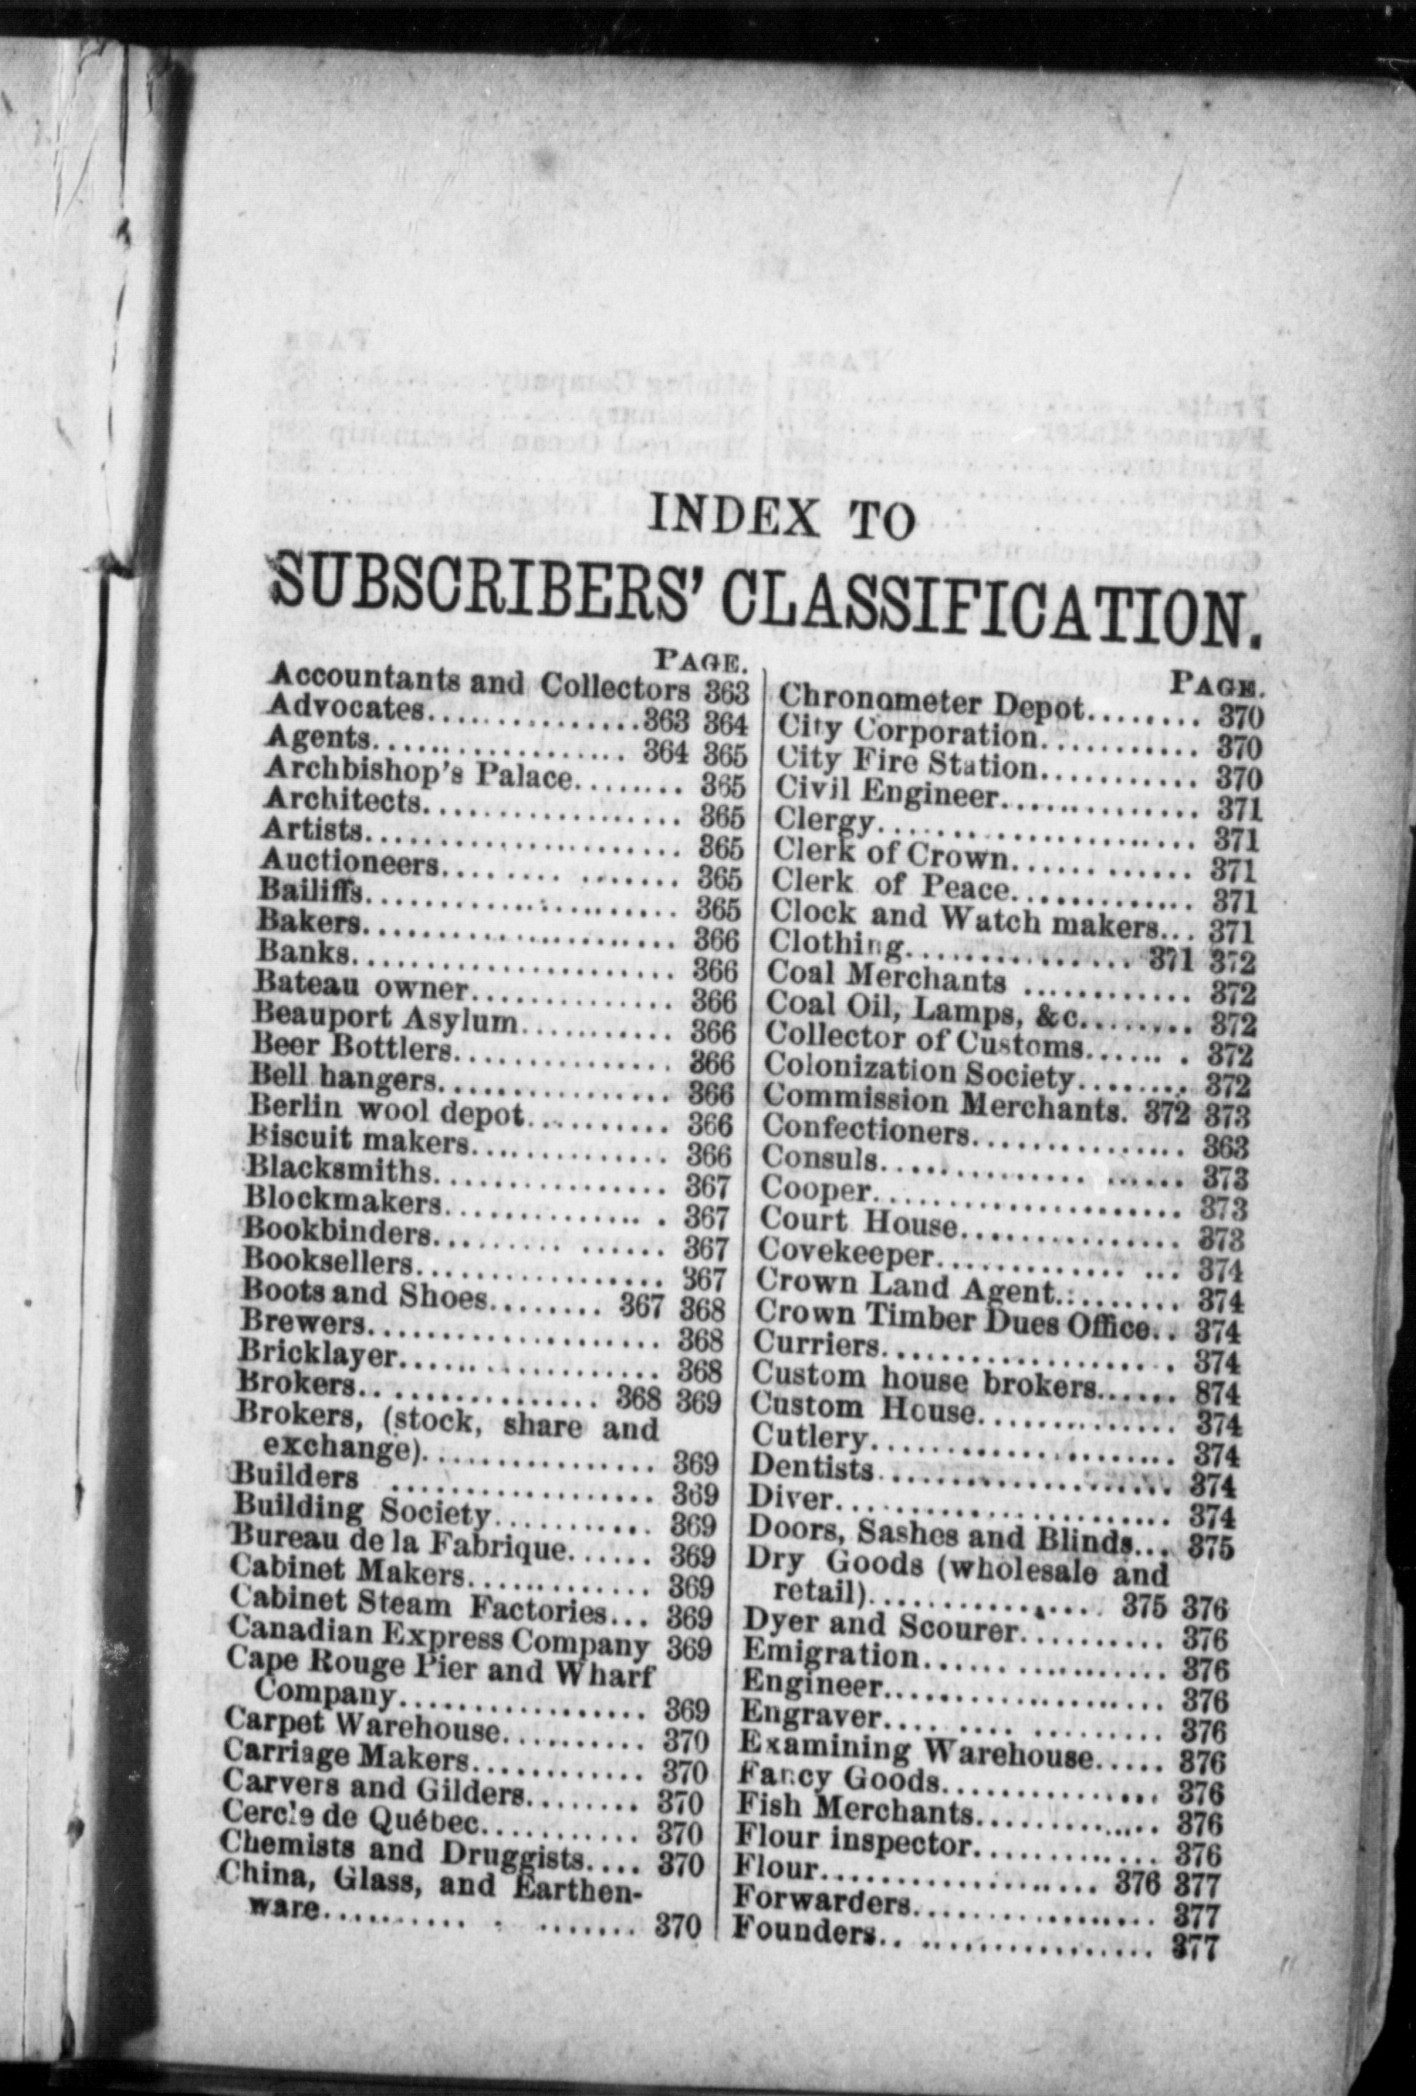 INDEX TO
SUBSCRIBERS' CLASSIFICATION.
PAGE.
Accountants and Collectors 363
Advocates................363 364
Agents................... 364 365
Archbishop's Palace......... 365
Architects.................. 365
Artists...................... 365
Auctioneers......... ....... 365
Bailiffs...................... 365
Bakers...................... 366
Banks....................... 366
Bateau owner............... 366
Beauport Asylum........... 366
Beer Bottlers................ 366
Bell hangers................. 366
Berlin wool depot.......... 366
Biscuit makers.............. 366
Blacksmiths................. 367
Blockmakers.............. . 367
Bookbinders......... ...... 367
Booksellers.................. 367
Boots and Shoes........ 367 368
Brewers..................... 368
Bricklayer................... 368
Brokers.. ............... 368 369
Brokers, (stock, share and
exchange)................. 369
Builders ................... 369
Building Society............ 369
Bureau de la Fabrique...... 369
Cabinet Makers.............. 369
Cabinet Steam Factories... 369
Canadian Express Company 369
Cape Rouge Pier and Wharf
Company.................. 369
Carpet Warehouse........... 370
Carriage Makers............. 370
Carvers and Gilders......... 370
Cercle de Québec............ 370
Chemists and Druggists.... 370
China, Glass, and Earthen-
ware.......... . ....... 370
PAGE.
Chronometer Depot......... 370
City Corporation............ 370
City Fire Station............ 370
Civil Engineer............... 371
Clergy....................... 371
Clerk of Crown...... ...... 371
Clerk of Peace.............. 371
Clock and Watch makers... 371
Clothing................ 371 372
Coal Merchants ............ 372
Coal Oil, Lamps, &c........ 372
Collector of Customs...... . 372
Colonization Society......... 372
Commission Merchants. 372 373
Confectioners............... 363
Consuls............... ...... 373
Cooper...................... 373
Court House................ 373
Covekeeper.............. ... 374
Crown Land Agent.......... 374
Crown Timber Dues Office.. 374
Curriers..................... 374
Custom house brokers...... 874
Custom House.............. 374
Cutlery...................... 374
Dentists..................... 374
Diver........................ 374
Doors, Sashes and Blinds... 375
Dry Goods (wholesale and
retail)................. 375 376
Dyer and Scourer........... 376
Emigration...... .......... 376
Engineer.................... 376
Engraver.... .... .......... 376
Examining Warehouse..... 376
Fancy Goods................ 376
Fish Merchants.............. 376
Flour inspector.............. 376
Flour.................... 376 377
Forwarders.................. 377
Founders.. ................. 377